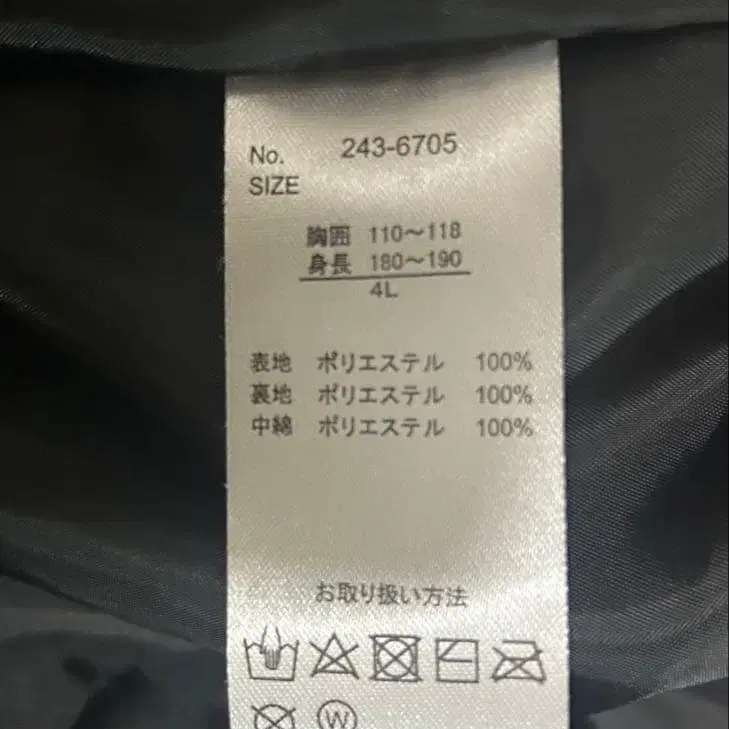 No. 243-6705
SIZE
胸囲 110～118
身長 180～190
4L
表地 ポリエステル 100%
裏地 ポリエステル 100%
中綿 ポリエステル 100%
お取り扱い方法
W